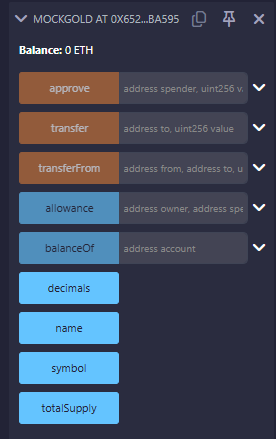 MOCKGOLD AT 0X652...BA595
Balance: 0 ETH
approve address spender, uint256 v
transfer address to, uint256 value
transferFrom address from, address to, u
allowance address owner, address spe
balanceOf address account
decimals
name
symbol
totalSupply